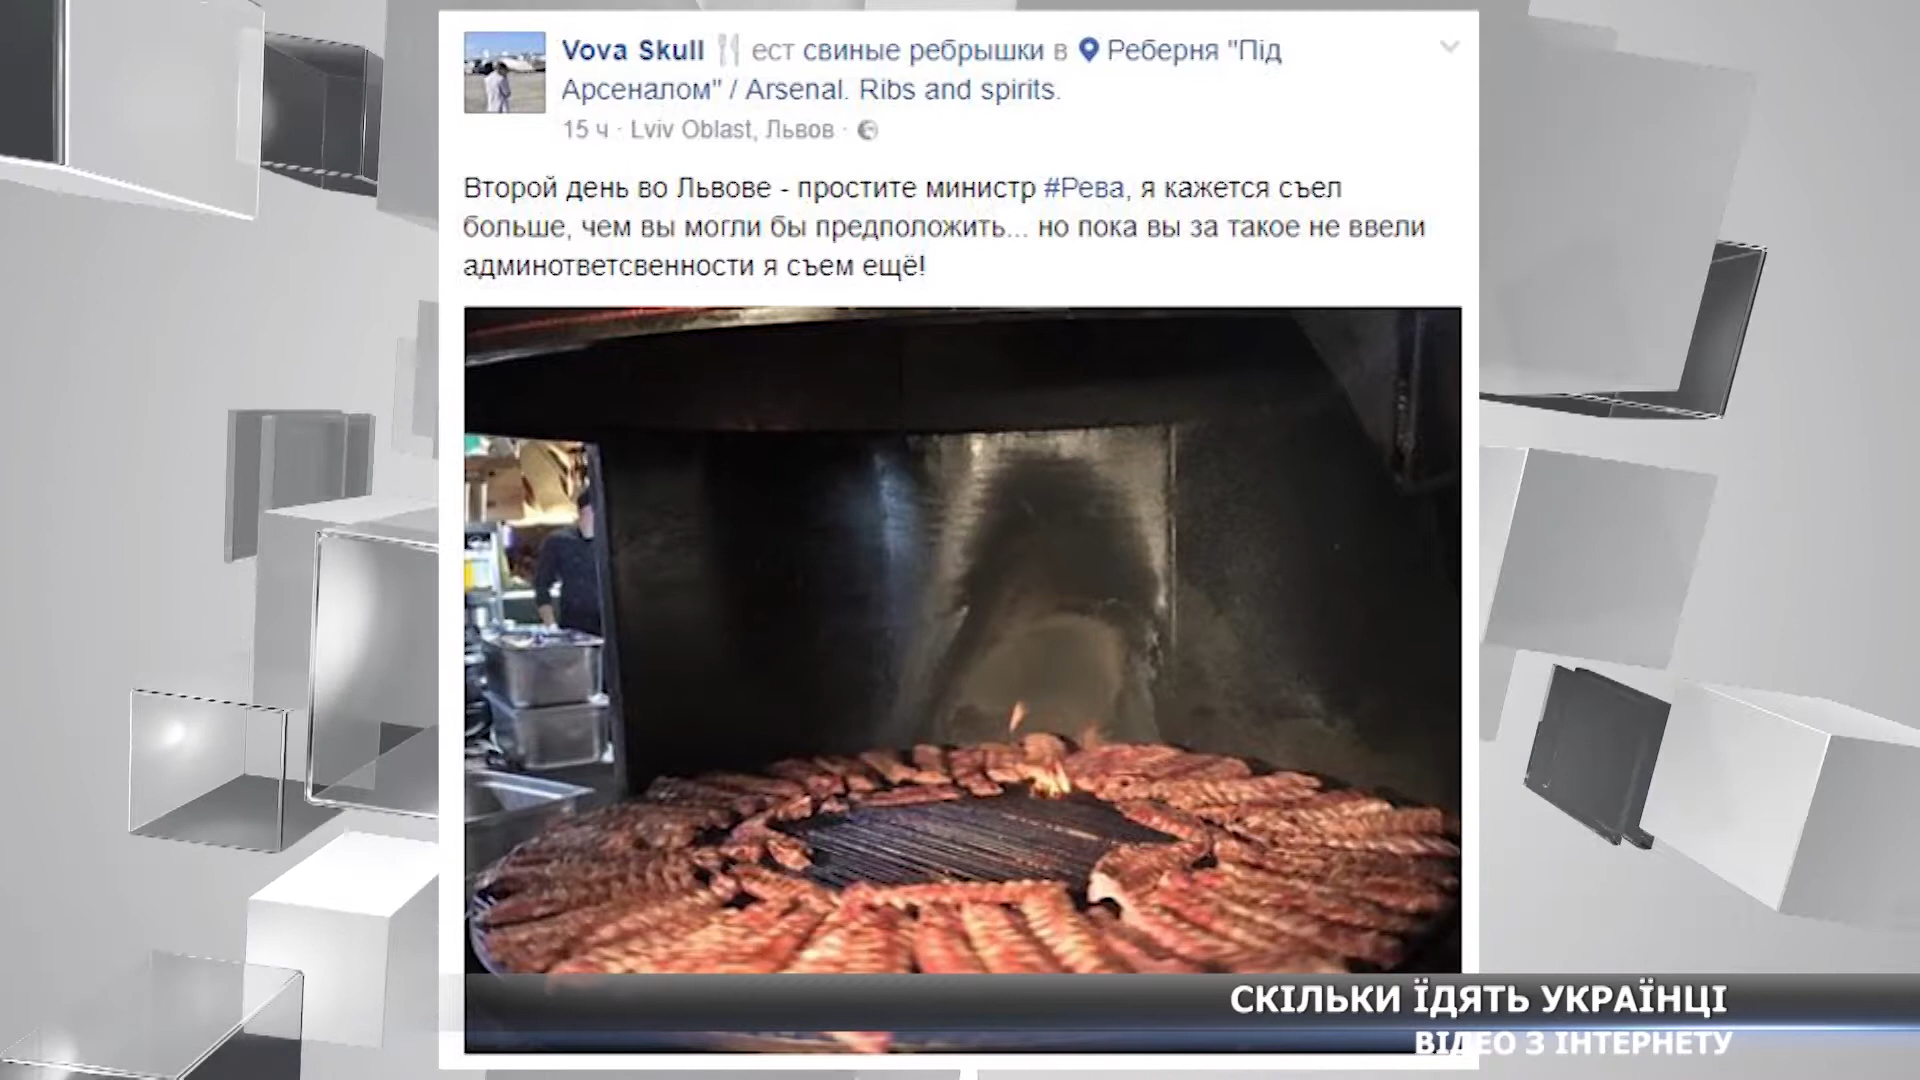 Vova Skull ест свиные ребрышки в Реберня "Під
Арсеналом" / Arsenal. Ribs and spirits.
15 ч · Lviv Oblast, Львов ·
Второй день во Львове - простите министр #Рева, я кажется съел
больше, чем вы могли бы предположить... но пока вы за такое не ввели
админответсвенности я съем ещё!
СКІЛЬКИ ЇДЯТЬ УКРАЇНЦІ
ВІДЕО З ІНТЕРНЕТУ